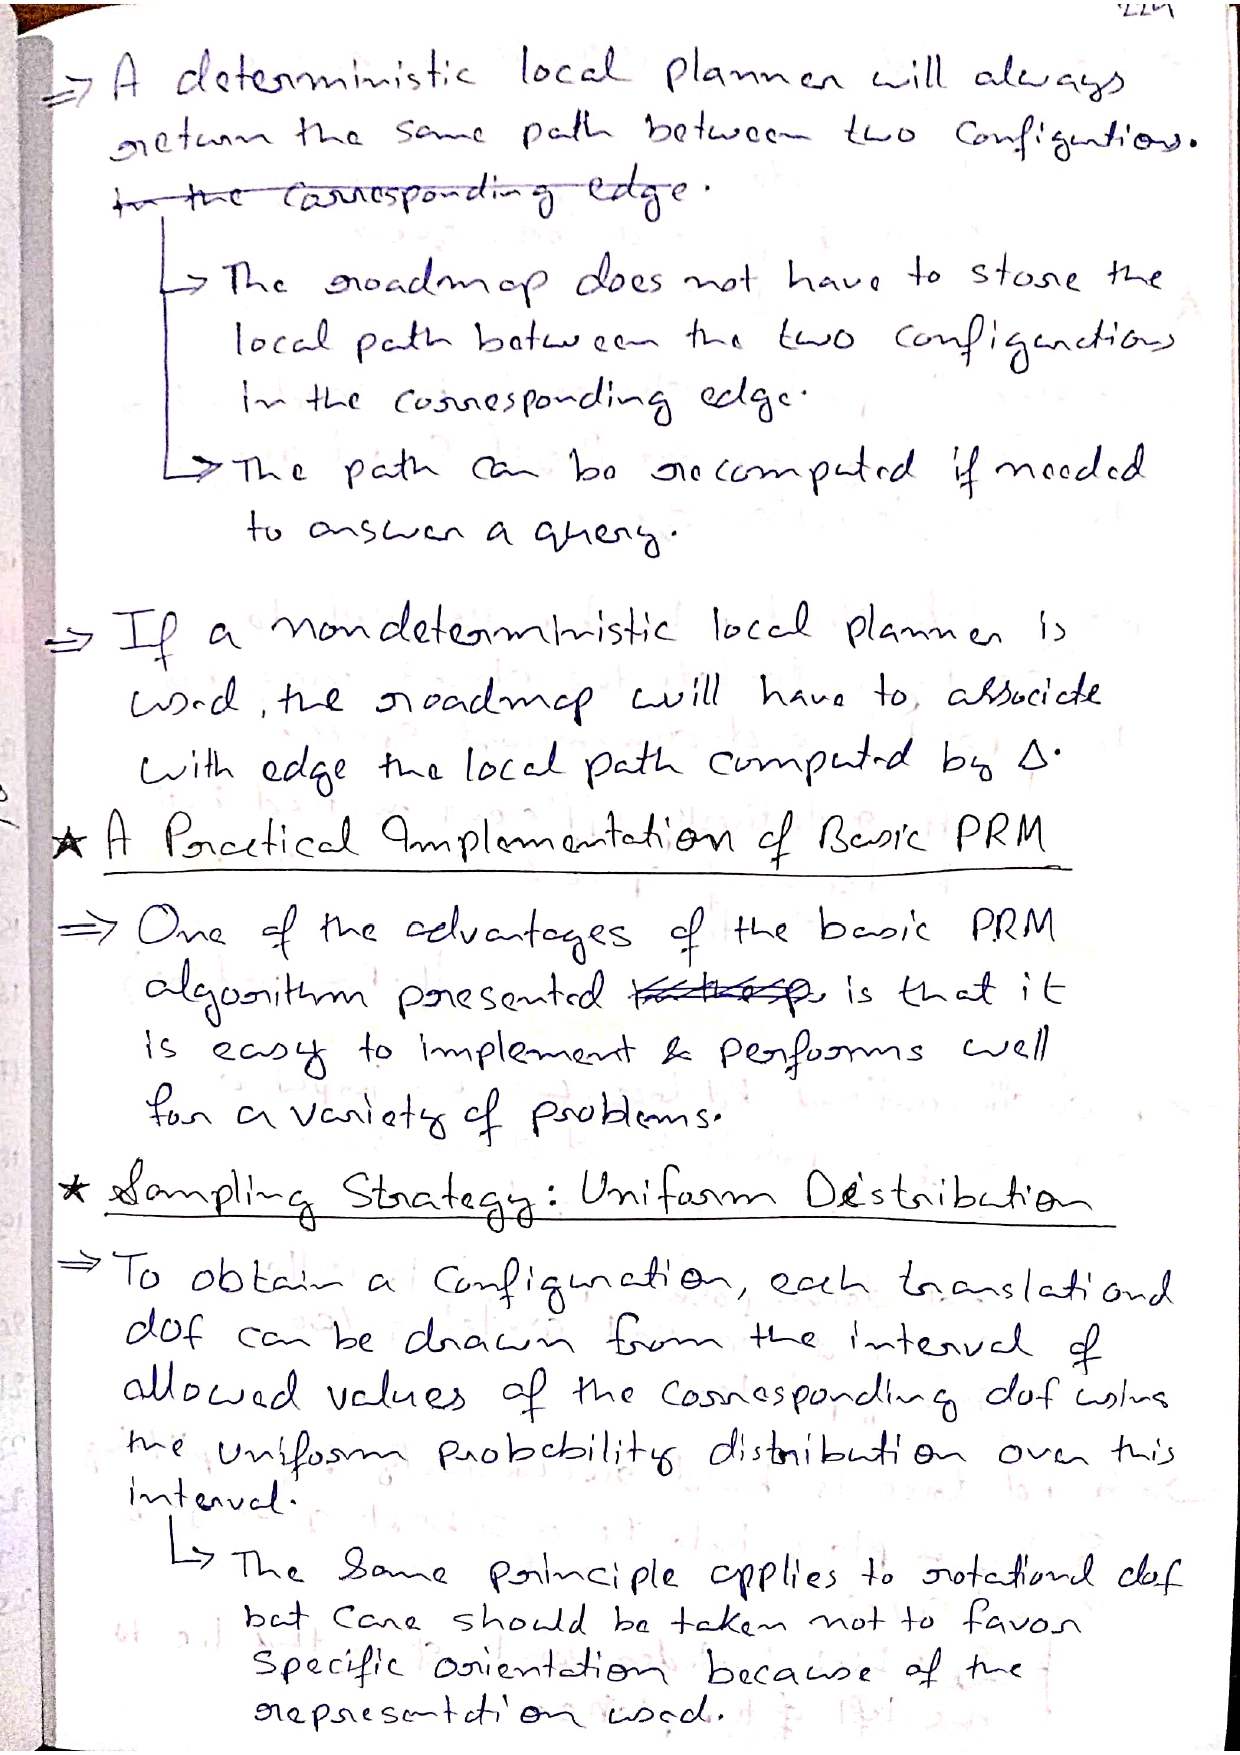 ⇒ A deterministic local planner will always
return the same path between two configurations.
in the corresponding edge.
↳ The roadmap does not have to store the
local path between the two configurations
in the corresponding edge.
↳ The path can be recomputed if needed
to answer a query.
⇒ If a nondeterministic local planner is
used, the roadmap will have to associate
with edge the local path computed by Δ.
★ A Practical Implementation of Basic PRM
⇒ One of the advantages of the basic PRM
algorithm presented is that it
is easy to implement & performs well
for a variety of problems.
★ Sampling Strategy: Uniform Distribution
⇒ To obtain a configuration, each translational
dof can be drawn from the interval of
allowed values of the corresponding dof using
the uniform probability distribution over this
interval.
↳ The same principle applies to rotational dof
but care should be taken not to favor
specific orientation because of the
representation used.